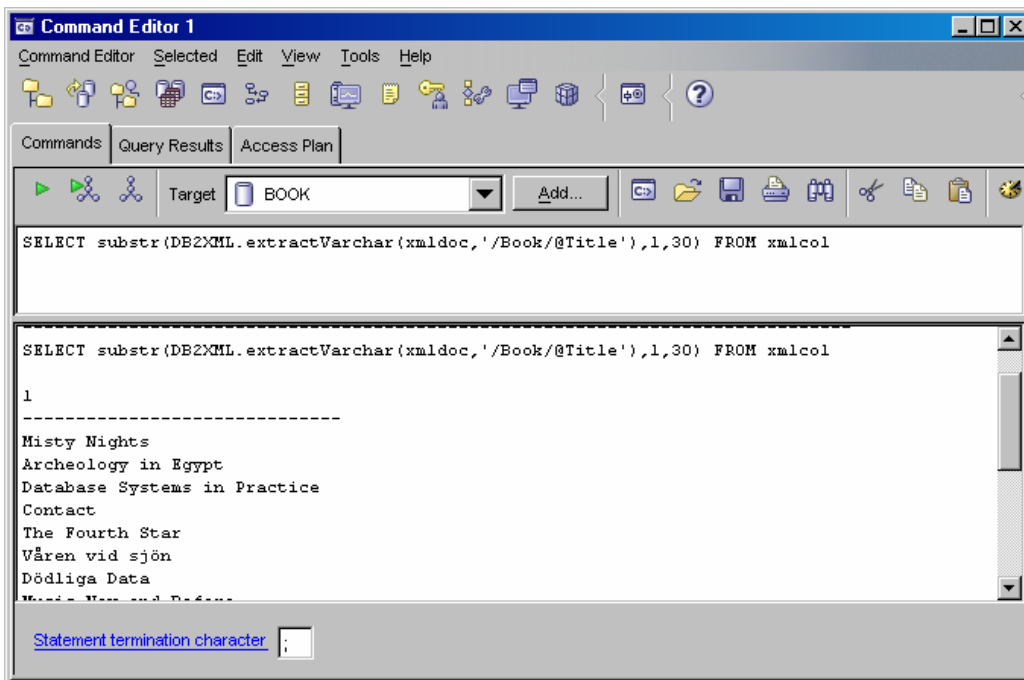 Command Editor 1
Command Editor Selected Edit View Tools Help
Commands Query Results Access Plan
Target BOOK Add...
SELECT substr(DB2XML.extractVarchar(xmldoc,'/Book/@Title'),1,30) FROM xmlcol
SELECT substr(DB2XML.extractVarchar(xmldoc,'/Book/@Title'),1,30) FROM xmlcol
1
------------------------------
Misty Nights
Archeology in Egypt
Database Systems in Practice
Contact
The Fourth Star
Våren vid sjön
Dödliga Data
Statement termination character ;